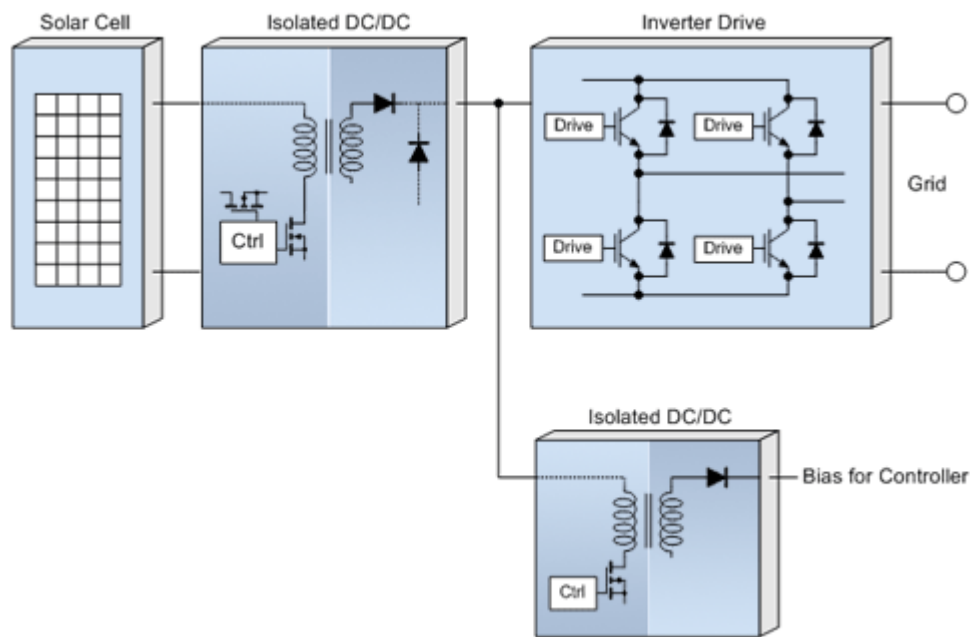 Solar Cell
Isolated DC/DC
Inverter Drive
Drive
Drive
Grid
Ctrl
Drive
Drive
Isolated DC/DC
Bias for Controller
Ctrl